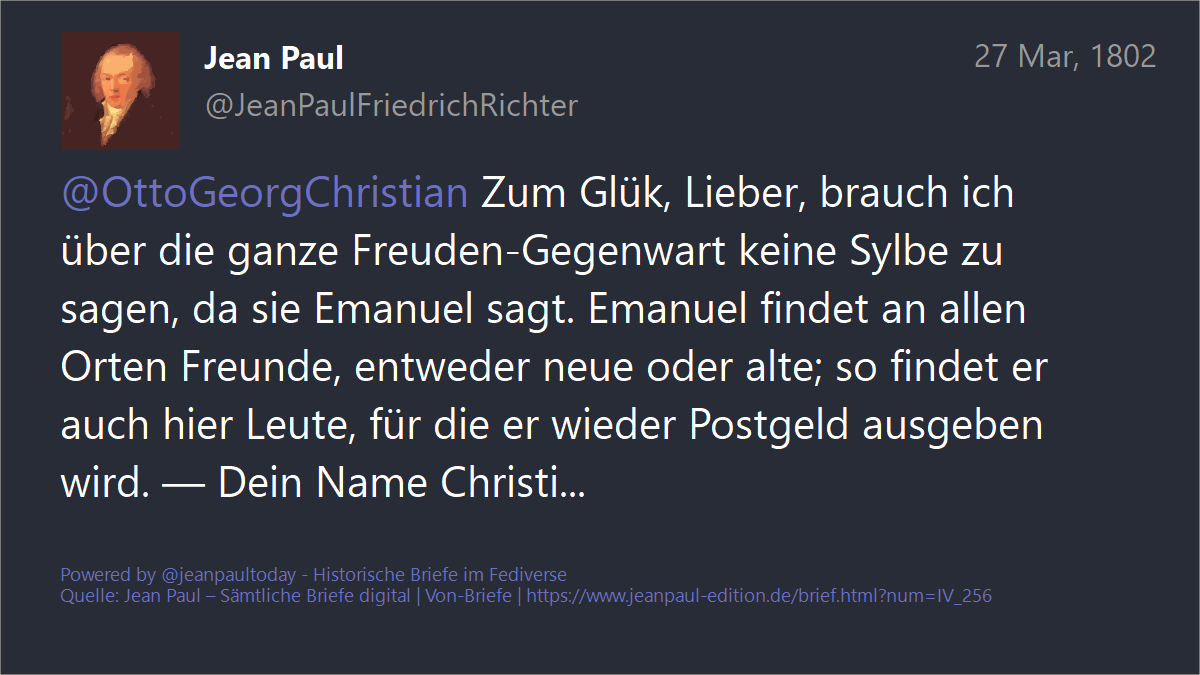 Jean Paul
27 Mar, 1802
@JeanPaulFriedrichRichter
@OttoGeorgChristian Zum Glük, Lieber, brauch ich
über die ganze Freuden-Gegenwart keine Sylbe zu
sagen, da sie Emanuel sagt. Emanuel findet an allen
Orten Freunde, entweder neue oder alte; so findet er
auch hier Leute, für die er wieder Postgeld ausgeben
wird. — Dein Name Christi...
Powered by @jeanpaultoday - Historische Briefe im Fediverse
Quelle: Jean Paul – Sämtliche Briefe digital | Von-Briefe | https://www.jeanpaul-edition.de/brief.html?num=IV_256